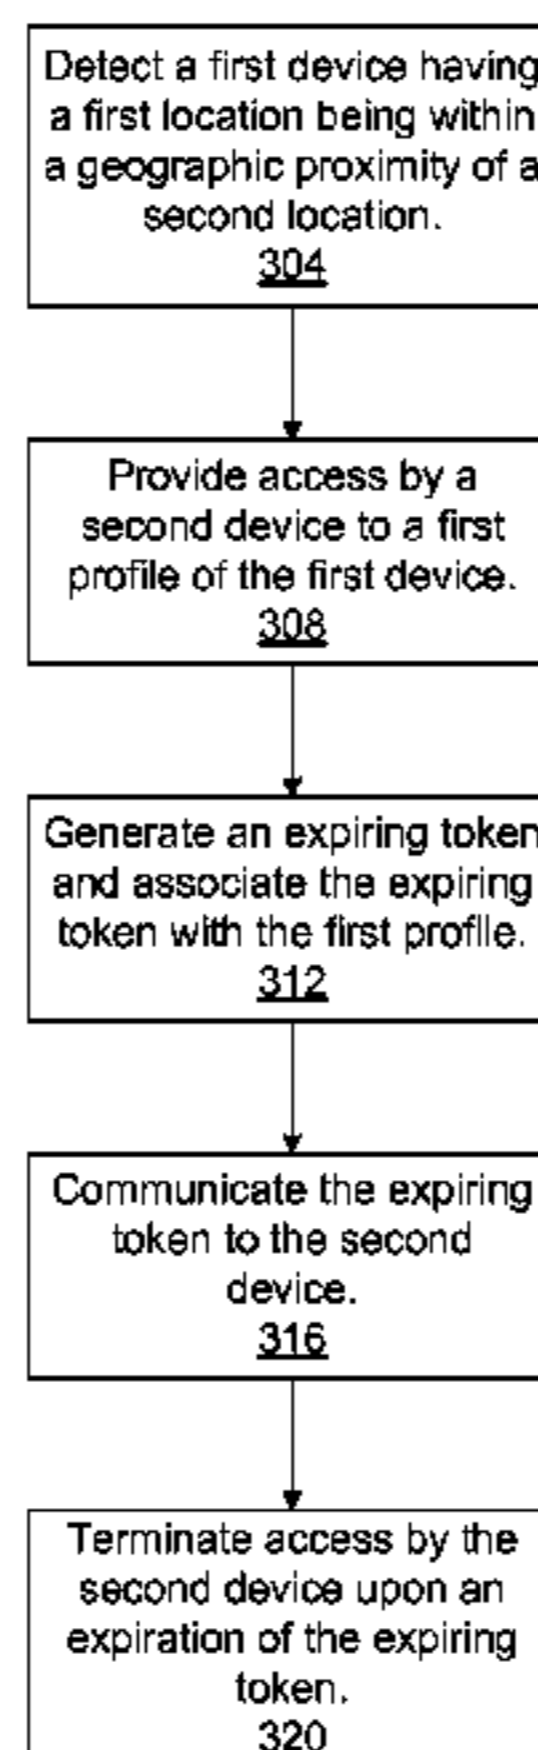 Detect a first device having
a first location being within
a geographic proximity of a
second location.
304
Provide access by a
second device to a first
profile of the first device.
308
Generate an expiring token
and associate the expiring
token with the first profile.
312
Communicate the expiring
token to the second
device.
316
Terminate access by the
second device upon an
expiration of the expiring
token.
320